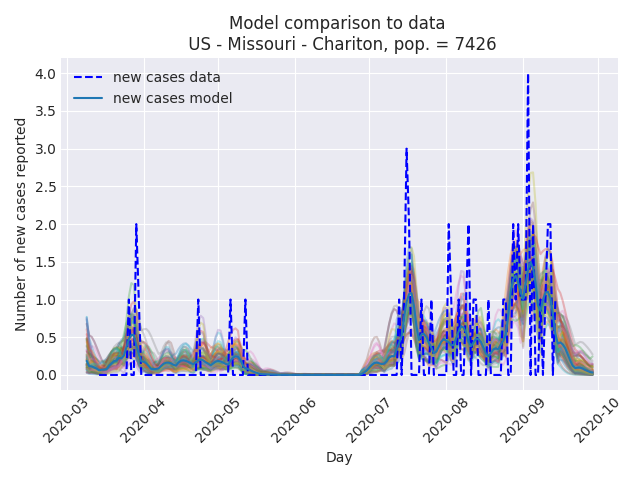 Model comparison to data
US - Missouri - Chariton, pop. = 7426
new cases data
new cases model
Number of new cases reported
4.0
3.5
3.0
2.5
2.0
1.5
1.0
0.5
0.0
2020-03
2020-04
2020-05
2020-06
2020-07
2020-08
2020-09
2020-10
Day